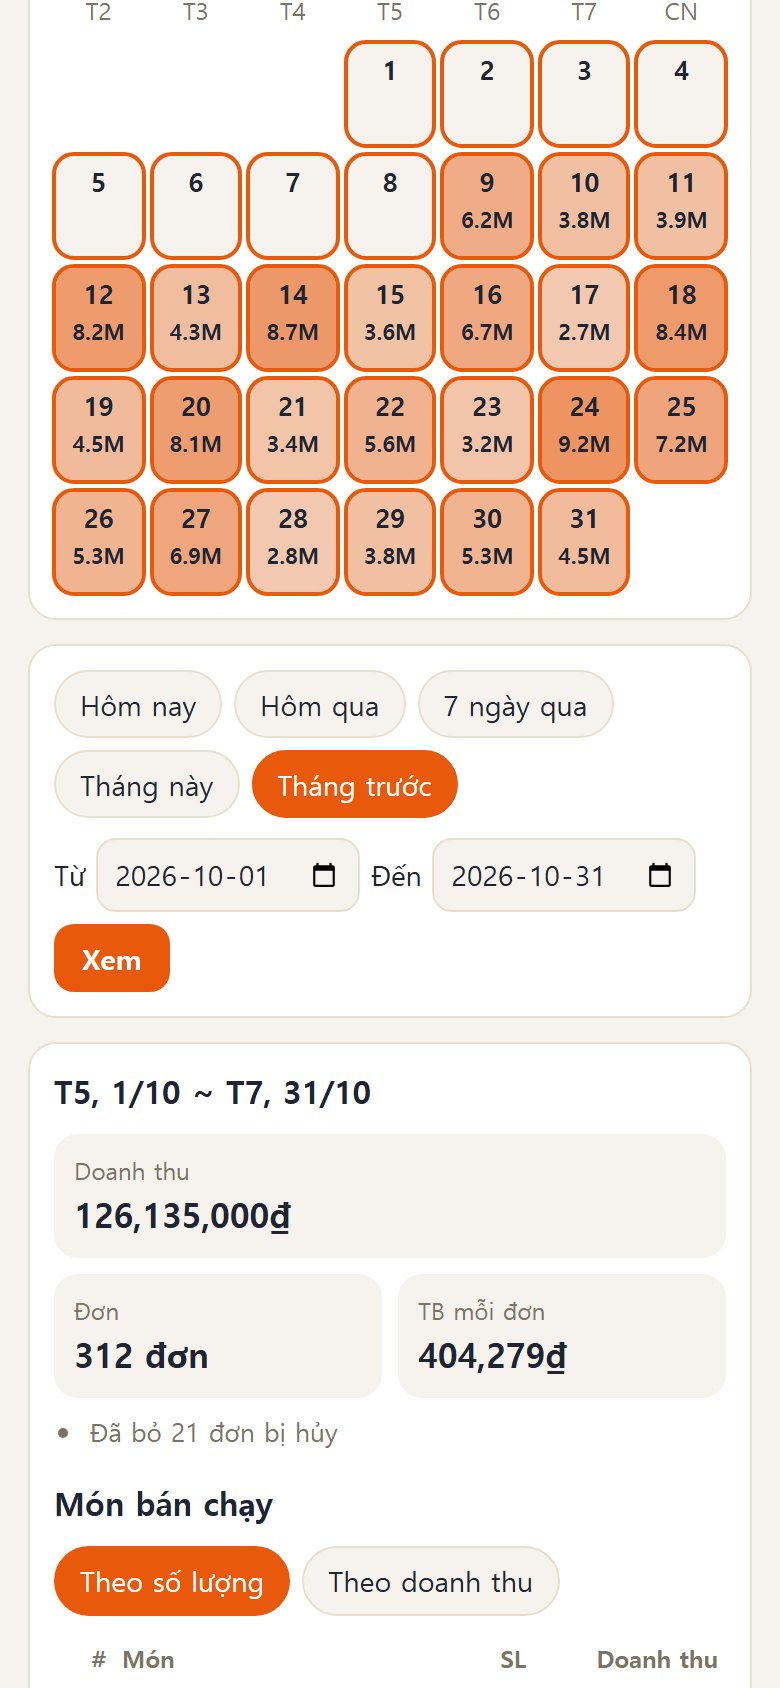 T2 T3 T4 T5 T6 T7 CN
1 2 3 4
5 6 7 8 9 10 11
6.2M 3.8M 3.9M
12 13 14 15 16 17 18
8.2M 4.3M 8.7M 3.6M 6.7M 2.7M 8.4M
19 20 21 22 23 24 25
4.5M 8.1M 3.4M 5.6M 3.2M 9.2M 7.2M
26 27 28 29 30 31
5.3M 6.9M 2.8M 3.8M 5.3M 4.5M
Hôm nay Hôm qua 7 ngày qua
Tháng này Tháng trước
Từ 2026-10-01 Đến 2026-10-31
Xem
T5, 1/10 ~ T7, 31/10
Doanh thu
126,135,000₫
Đơn TB mỗi đơn
312 đơn 404,279₫
• Đã bỏ 21 đơn bị hủy
Món bán chạy
Theo số lượng Theo doanh thu
# Món SL Doanh thu